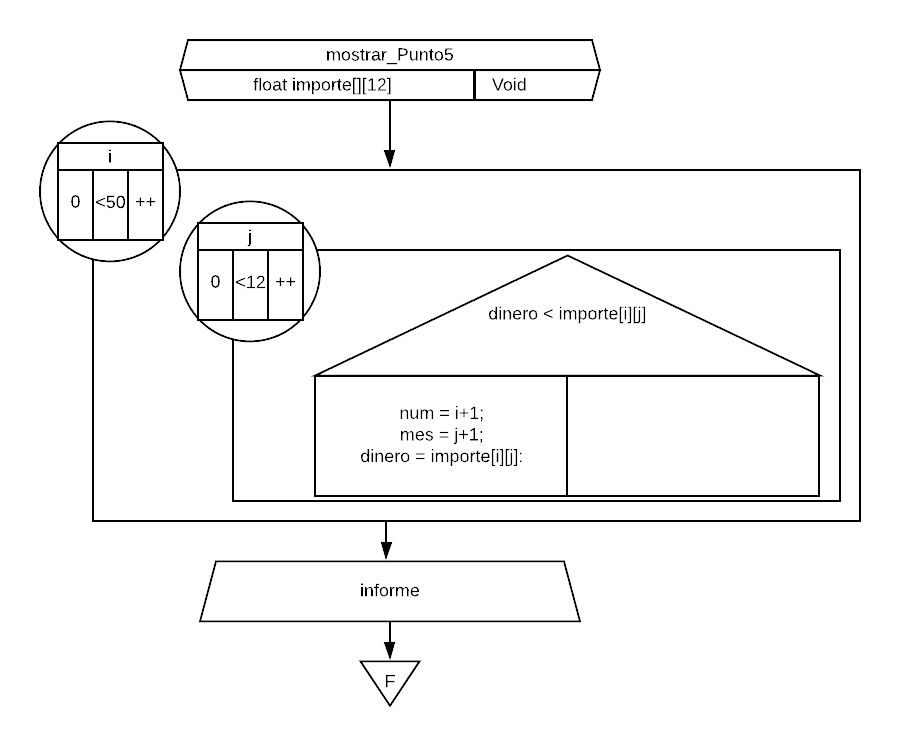 mostrar_Punto5
float importe[][12] Void
i
0 <50 ++
j
0 <12 ++
dinero < importe[i][j]
num = i+1;
mes = j+1;
dinero = importe[i][j]:
informe
F